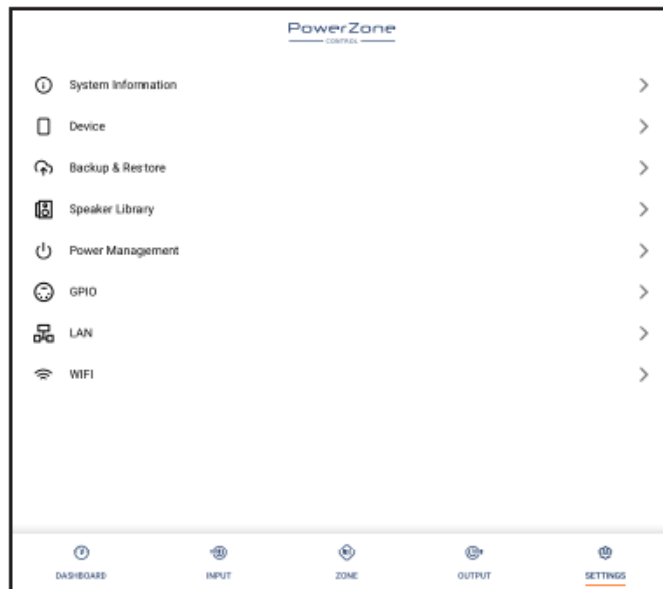 PowerZone
CONTROL
System Information
Device
Backup & Restore
Speaker Library
Power Management
GPIO
LAN
WIFI
DASHBOARD
INPUT
ZONE
OUTPUT
SETTINGS